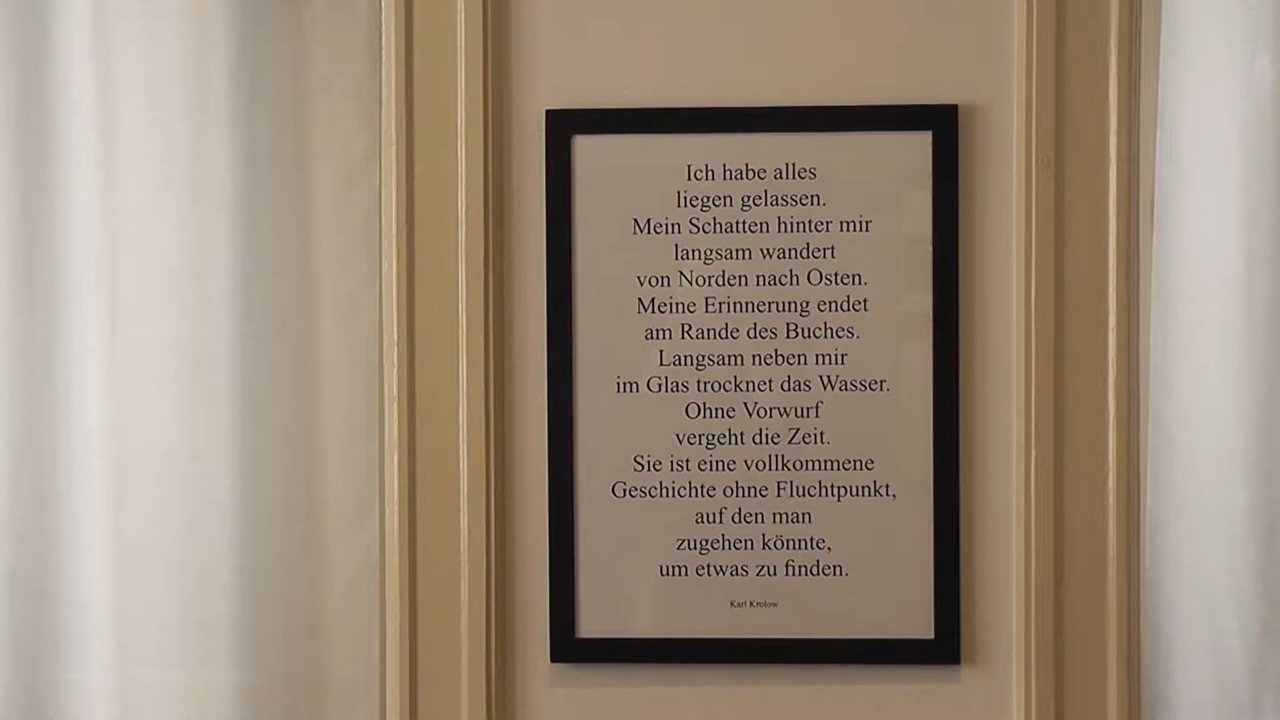 Ich habe alles
liegen gelassen.
Mein Schatten hinter mir
langsam wandert
von Norden nach Osten.
Meine Erinnerung endet
am Rande des Buches.
Langsam neben mir
im Glas trocknet das Wasser.
Ohne Vorwurf
vergeht die Zeit.
Sie ist eine vollkommene
Geschichte ohne Fluchtpunkt,
auf den man
zugehen könnte,
um etwas zu finden.
Karl Krolow